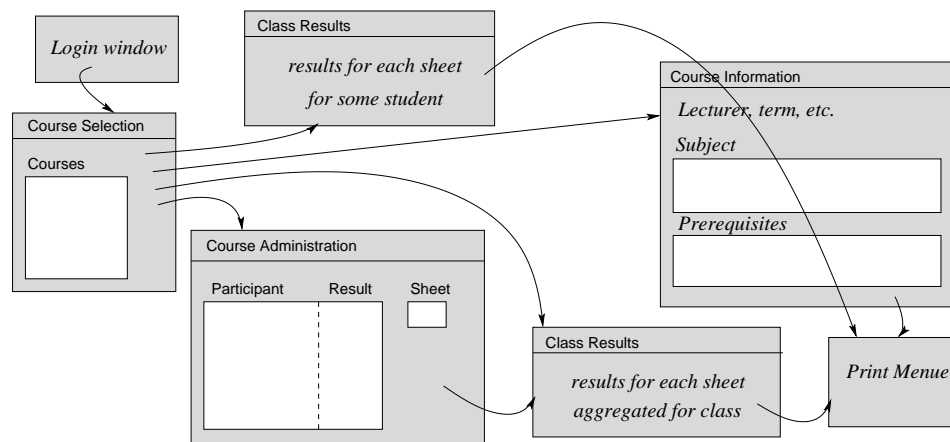 Login window
Class Results
results for each sheet
for some student
Course Information
Lecturer, term, etc.
Subject
Prerequisites
Course Selection
Courses
Course Administration
Participant Result Sheet
Class Results
results for each sheet
aggregated for class
Print Menue